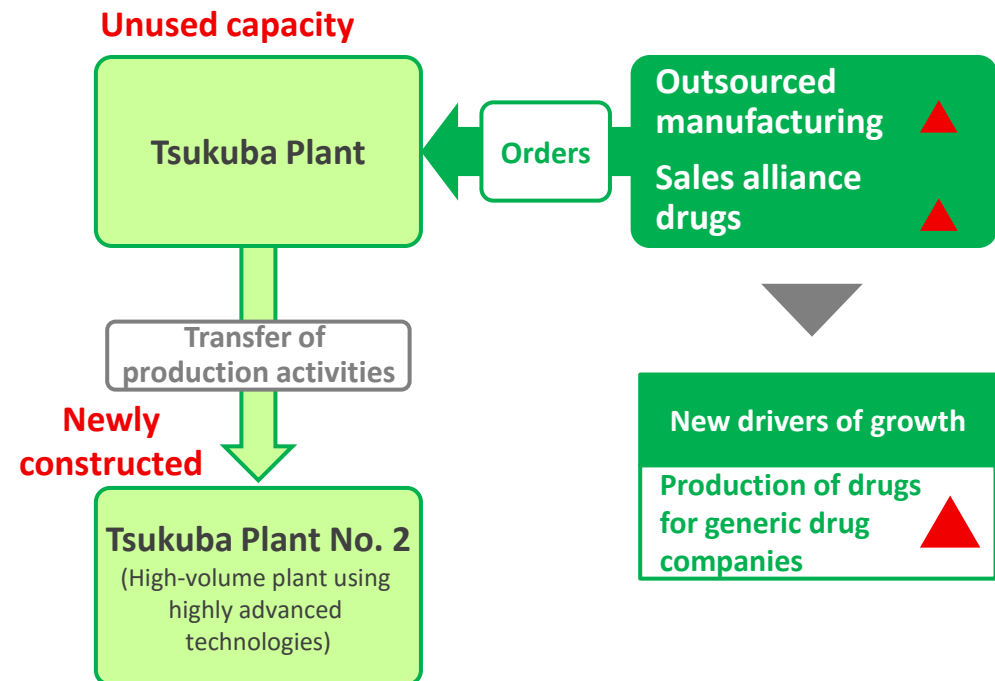 Unused capacity
Tsukuba Plant
Orders
Outsourced
manufacturing
Sales alliance
drugs
Transfer of
production activities
Newly
constructed
Tsukuba Plant No. 2
(High-volume plant using
highly advanced
technologies)
New drivers of growth
Production of drugs
for generic drug
companies